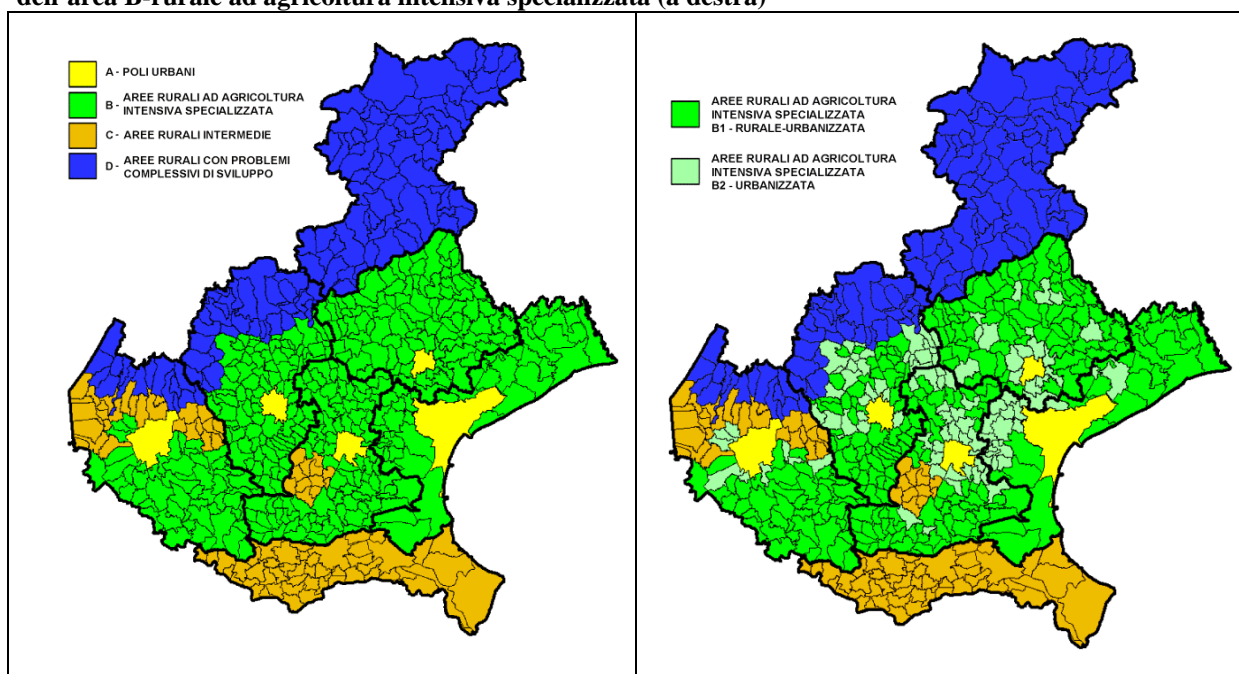 dell'area B-rurale ad agricoltura intensiva specializzata (a destra)
A - POLI URBANI
B - AREE RURALI AD AGRICOLTURA
INTENSIVA SPECIALIZZATA
C - AREE RURALI INTERMEDIE
D - AREE RURALI CON PROBLEMI
COMPLESSIVI DI SVILUPPO
AREE RURALI AD AGRICOLTURA
INTENSIVA SPECIALIZZATA
B1 - RURALE-URBANIZZATA
AREE RURALI AD AGRICOLTURA
INTENSIVA SPECIALIZZATA
B2 - URBANIZZATA